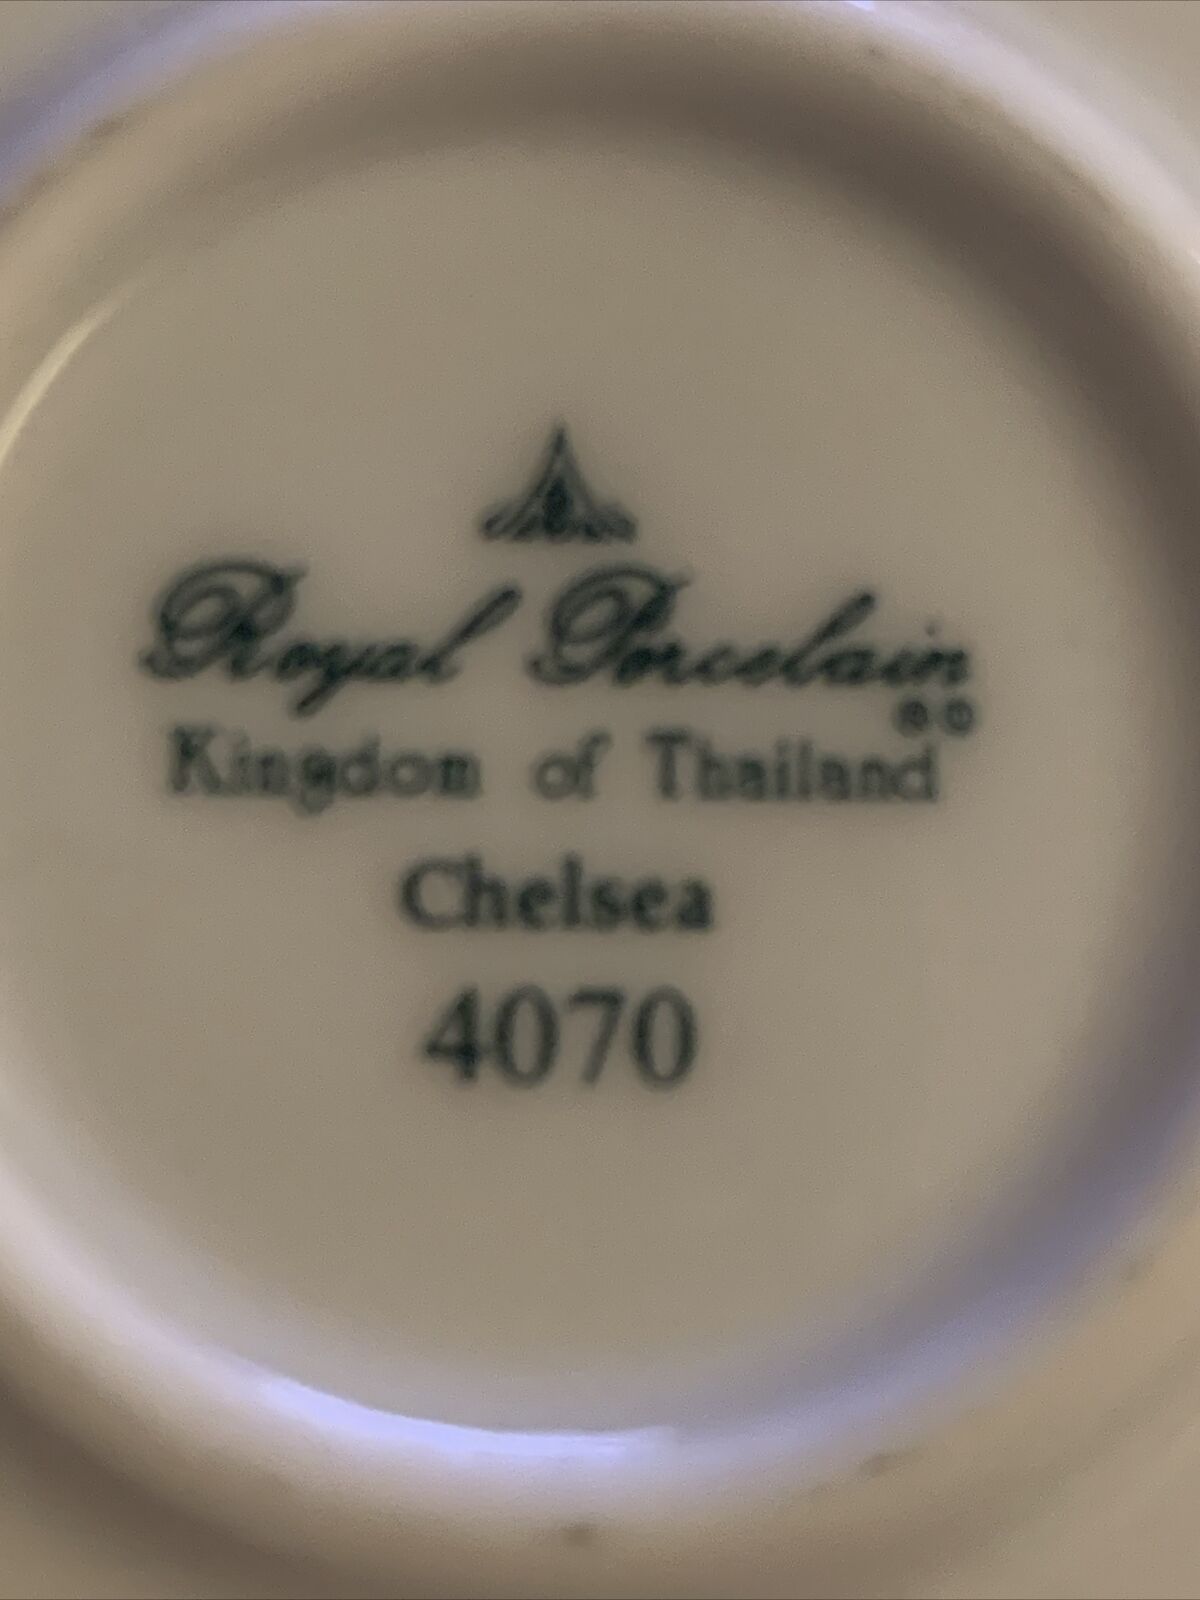 Royal Porcelain
Kingdom of Thailand
Chelsea
4070